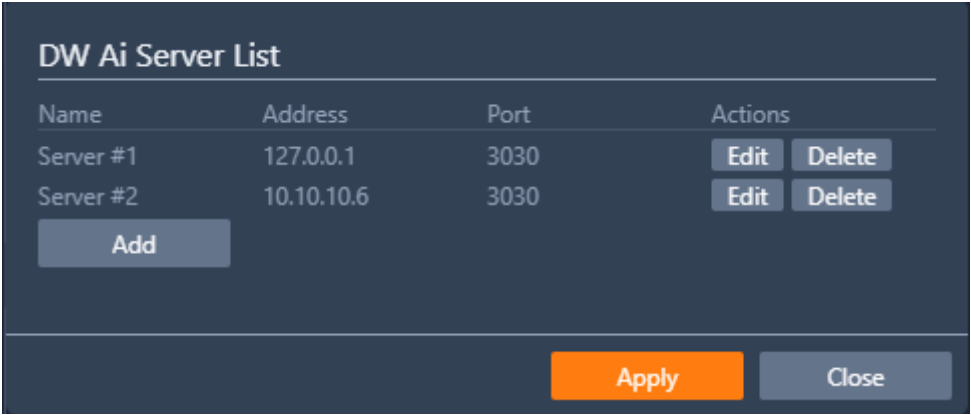 DW Ai Server List
Name Address Port Actions
Server #1 127.0.0.1 3030 Edit Delete
Server #2 10.10.10.6 3030 Edit Delete
Add
Apply Close